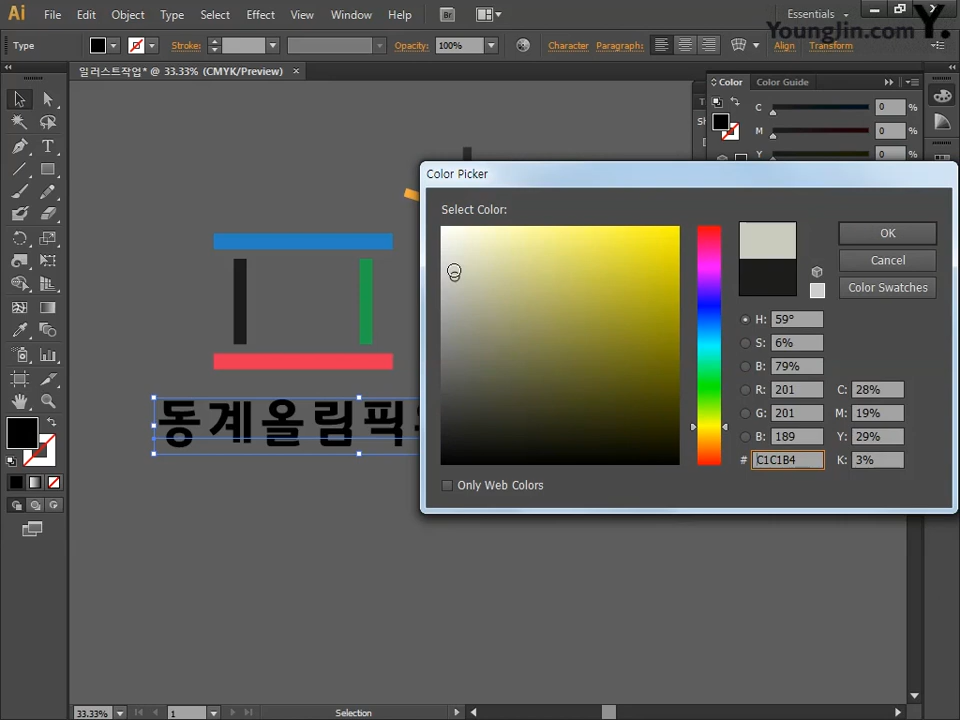 Ai File Edit Object Type Select Effect View Window Help Br Essentials
YoungJin.com Y.
Type Stroke: Opacity: 100% Character Paragraph: Align Transform
일러스트작업* @ 33.33% (CMYK/Preview) ×
Color Color Guide
C 0 %
M 0 %
Y 0 %
Color Picker
Select Color:
OK
Cancel
Color Swatches
H: 59°
S: 6%
B: 79%
R: 201 C: 28%
G: 201 M: 19%
B: 189 Y: 29%
# C1C1B4 K: 3%
Only Web Colors
동계올림픽
33.33% 1 Selection